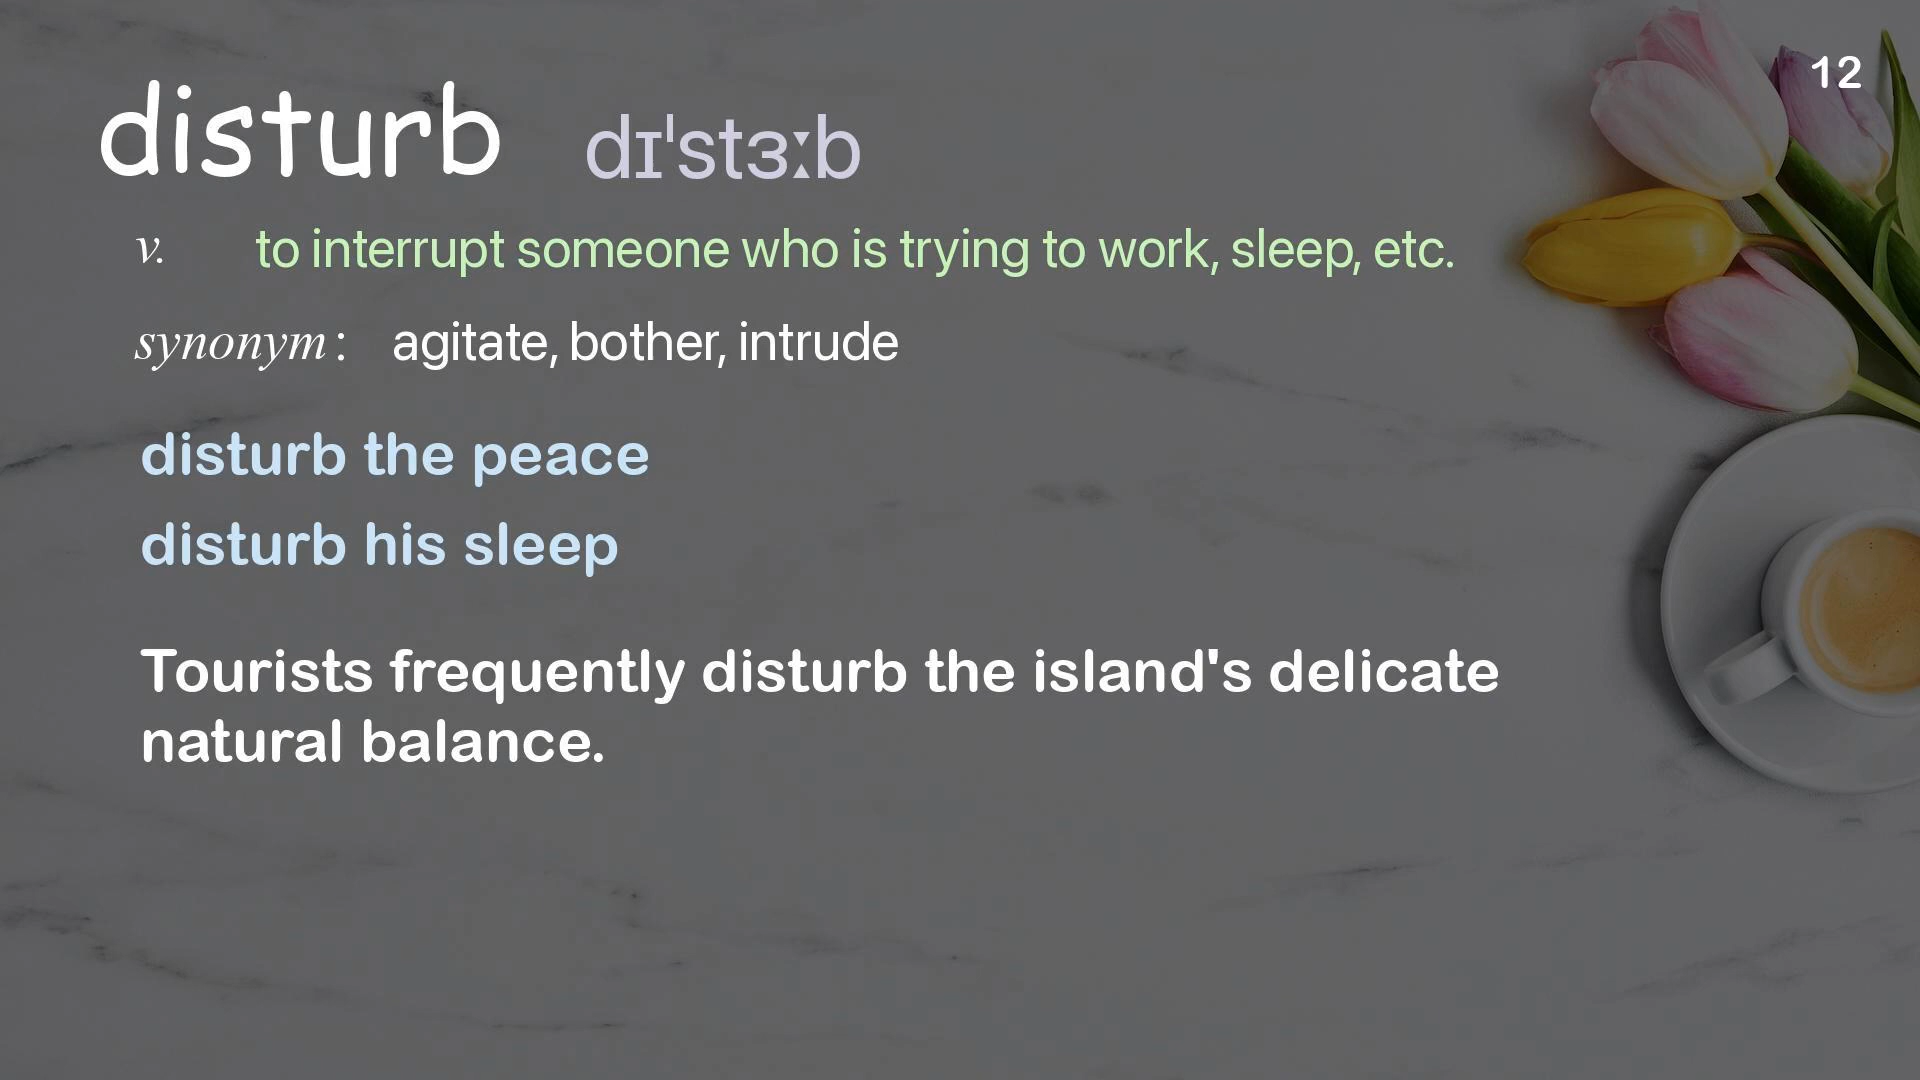 12
disturb dɪˈstɜːb
v. to interrupt someone who is trying to work, sleep, etc.
synonym : agitate, bother, intrude
disturb the peace
disturb his sleep
Tourists frequently disturb the island's delicate
natural balance.